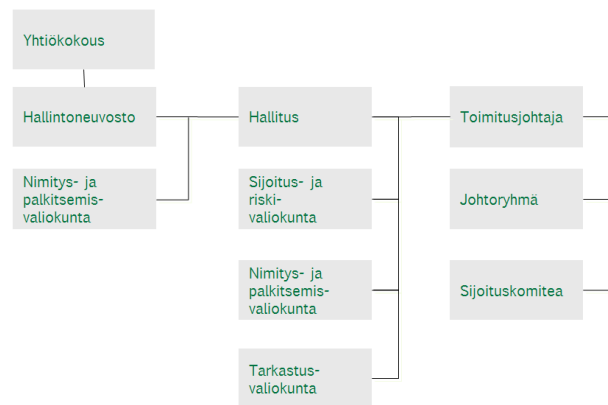 Yhtiökokous
Hallintoneuvosto
Nimitys- ja
palkitsemis-
valiokunta
Hallitus
Sijoitus- ja
riski-
valiokunta
Nimitys- ja
palkitsemis-
valiokunta
Tarkastus-
valiokunta
Toimitusjohtaja
Johtoryhmä
Sijoituskomitea